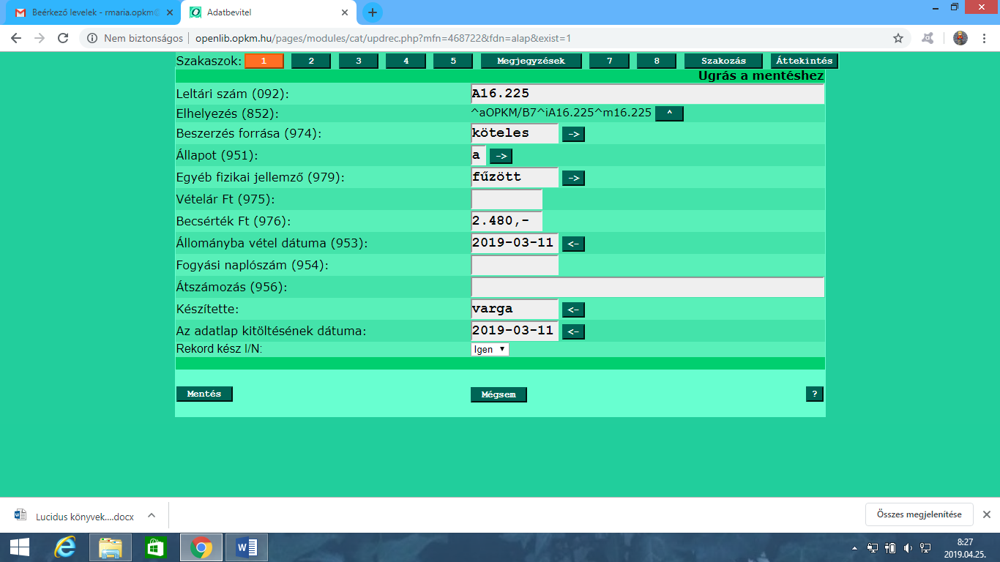 Beérkező levelek - rmaria.opkm
Adatbevitel
Nem biztonságos | openlib.opkm.hu/pages/modules/cat/updrec.php?mfn=468722&fdn=alap&exist=1
Szakaszok: 1 2 3 4 5 Megjegyzések 7 8 Szakozás Áttekintés
Ugrás a mentéshez
Leltári szám (092): A16.225
Elhelyezés (852): ^aOPKM/B7^iA16.225^m16.225 ^
Beszerzés forrása (974): köteles ->
Állapot (951): a ->
Egyéb fizikai jellemző (979): fűzött ->
Vételár Ft (975):
Becsérték Ft (976): 2.480,-
Állományba vétel dátuma (953): 2019-03-11 <-
Fogyási naplószám (954):
Átszámozás (956):
Készítette: varga <-
Az adatlap kitöltésének dátuma: 2019-03-11 <-
Rekord kész I/N: Igen
Mentés Mégsem ?
Lucidus könyvek....docx
Összes megjelenítése
8:27
2019.04.25.